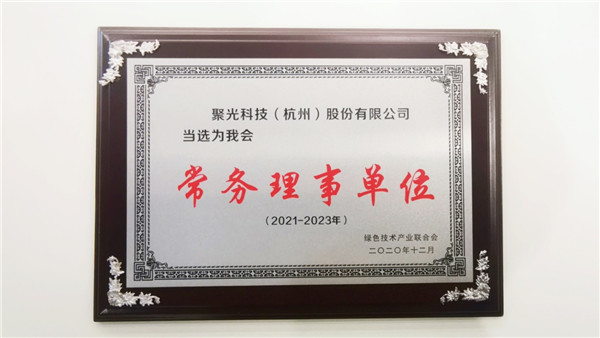 聚光科技（杭州）股份有限公司
当选为我会
常务理事单位
（2021-2023年）
绿色技术产业联合会
二〇二〇年十二月